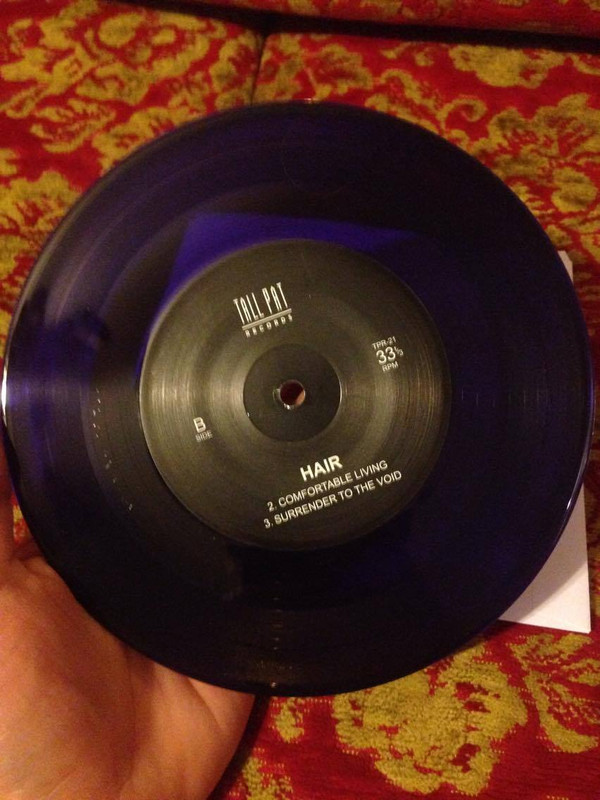 TALL PAT
RECORDS
TPR-21
33⅓
RPM
B
SIDE
HAIR
2. COMFORTABLE LIVING
3. SURRENDER TO THE VOID